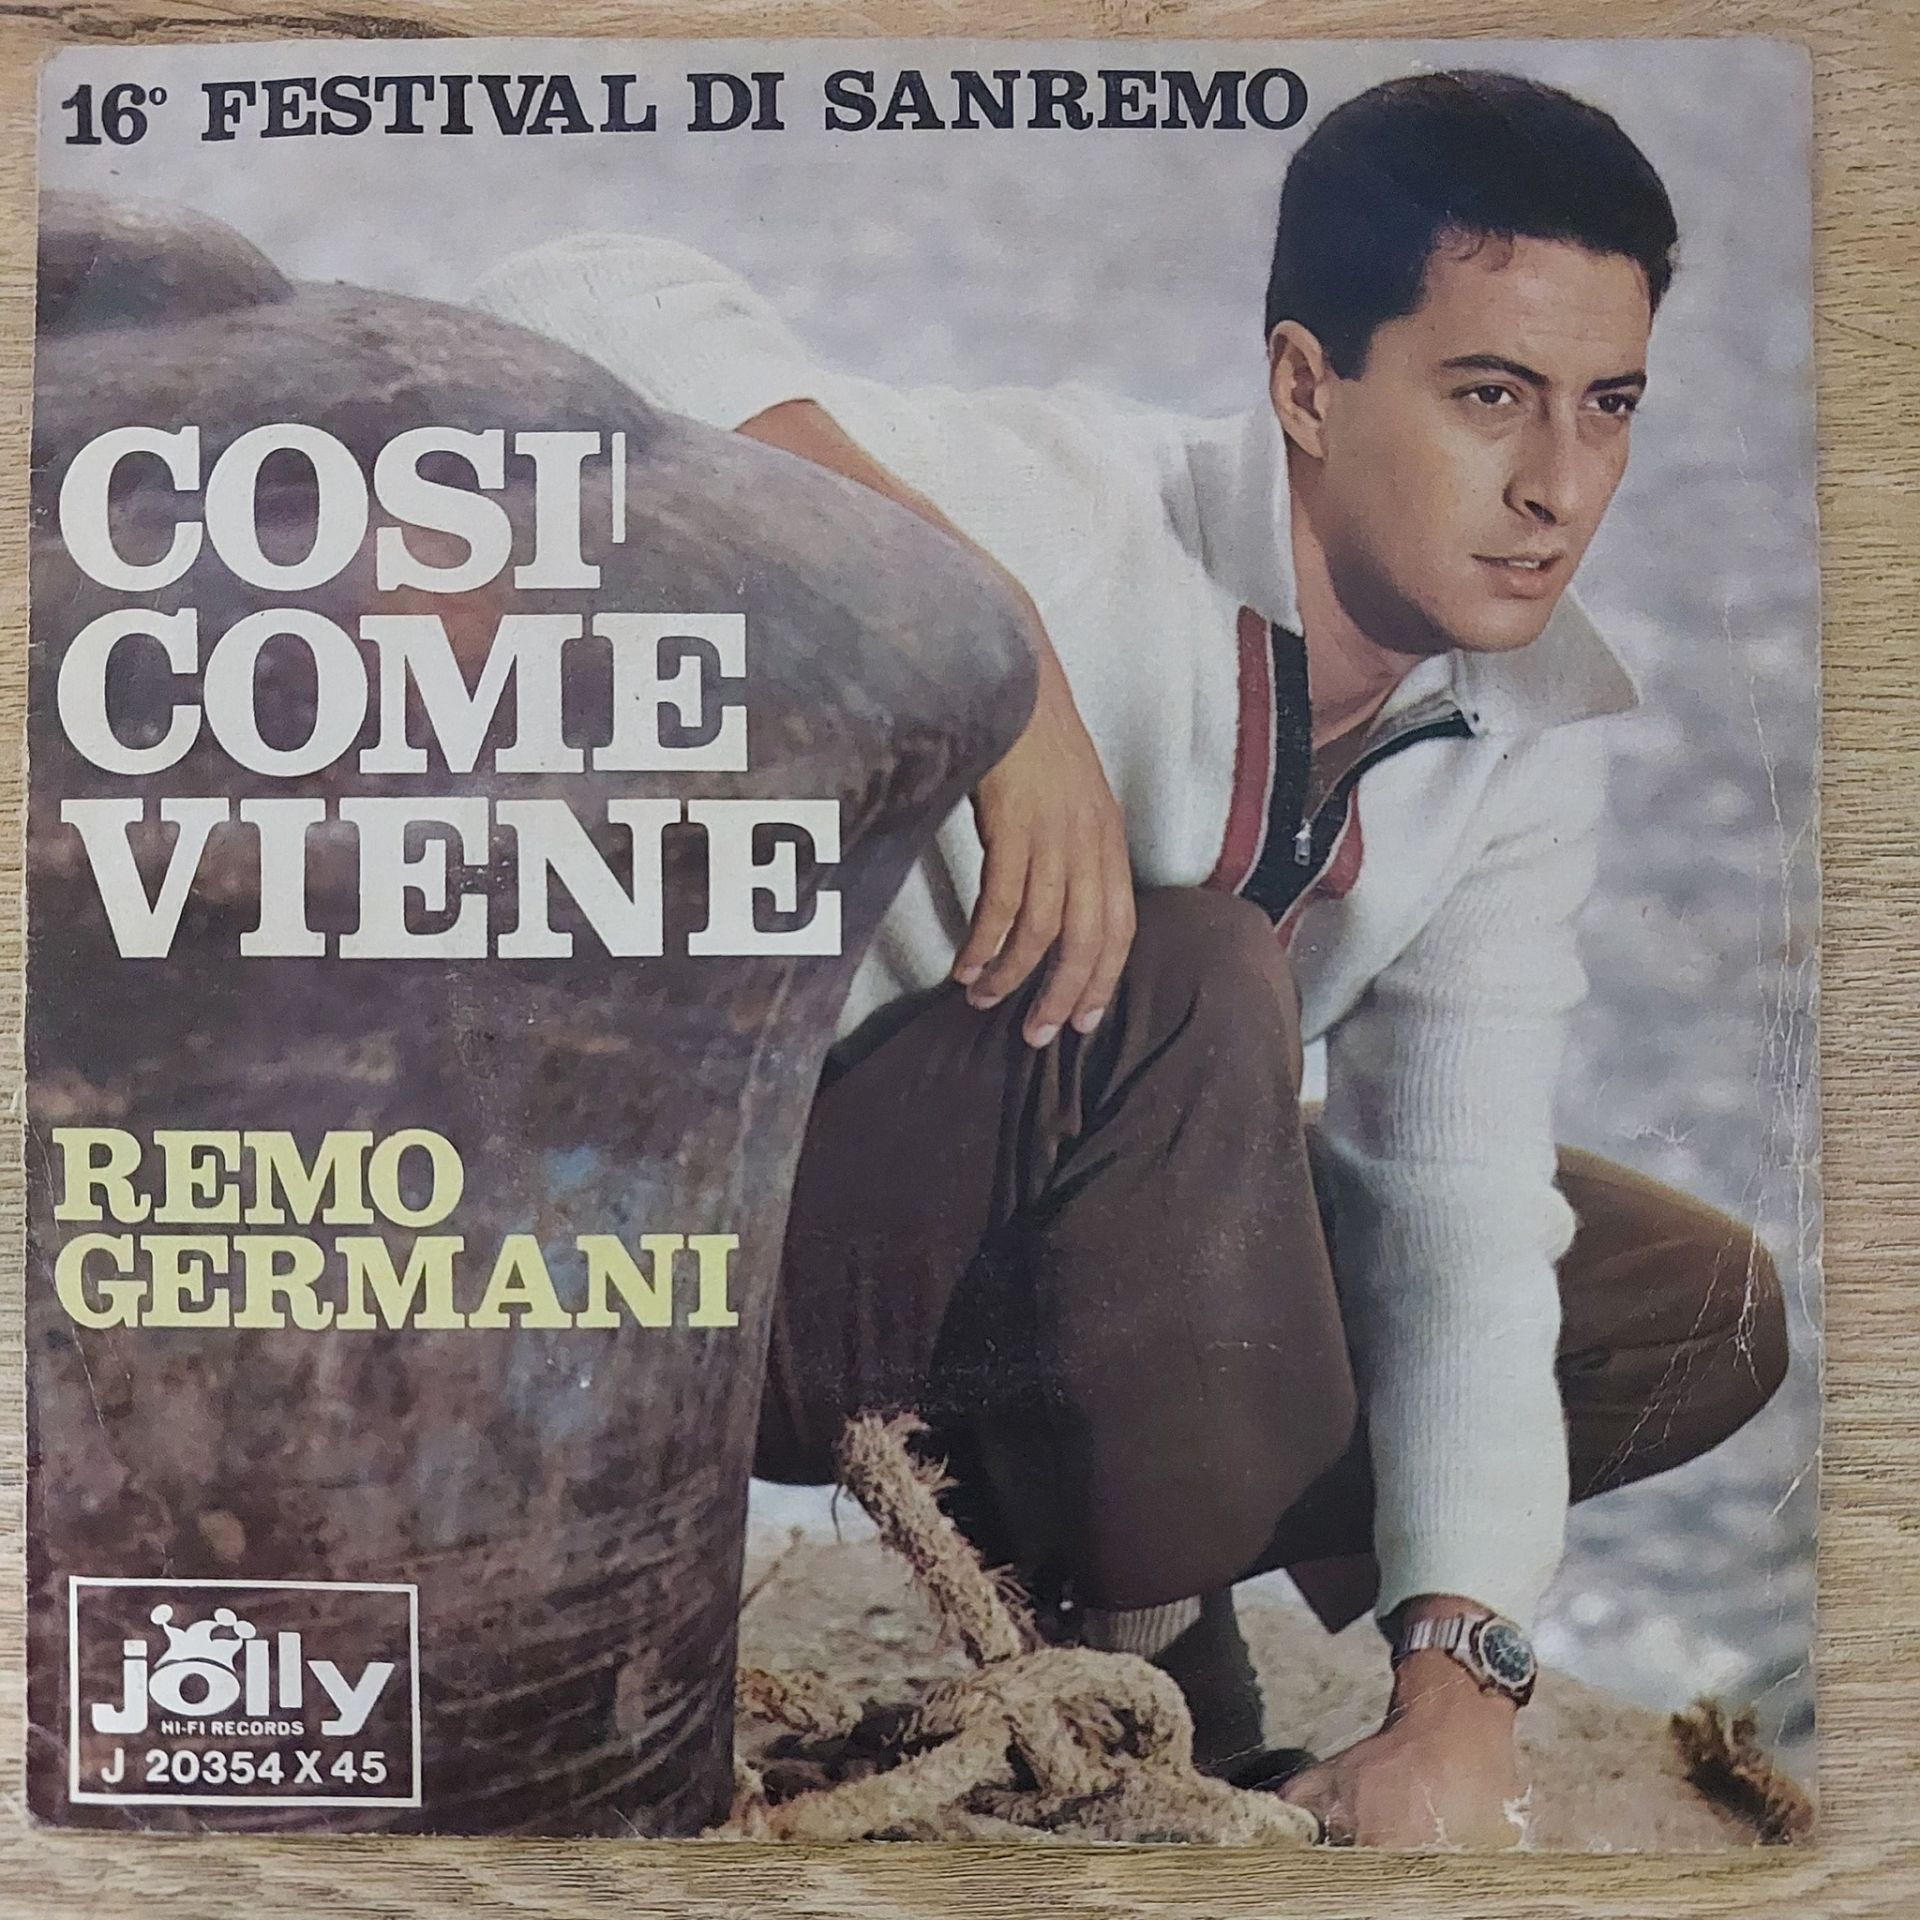 16° FESTIVAL DI SANREMO
COSI'
COME
VIENE
REMO
GERMANI
jolly
HI-FI RECORDS
J 20354 X 45